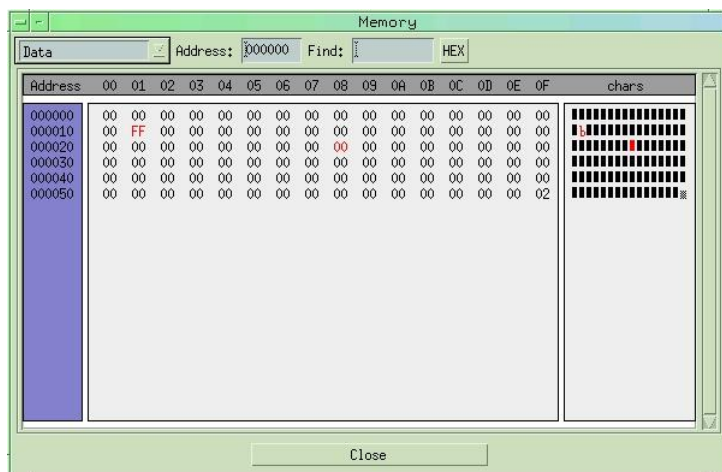 Memory
Data Address: 000000 Find: HEX
Address 00 01 02 03 04 05 06 07 08 09 0A 0B 0C 0D 0E 0F chars
000000 00 00 00 00 00 00 00 00 00 00 00 00 00 00 00 00
000010 00 FF 00 00 00 00 00 00 00 00 00 00 00 00 00 00
000020 00 00 00 00 00 00 00 00 00 00 00 00 00 00 00 00
000030 00 00 00 00 00 00 00 00 00 00 00 00 00 00 00 00
000040 00 00 00 00 00 00 00 00 00 00 00 00 00 00 00 00
000050 00 00 00 00 00 00 00 00 00 00 00 00 00 00 00 02
Close